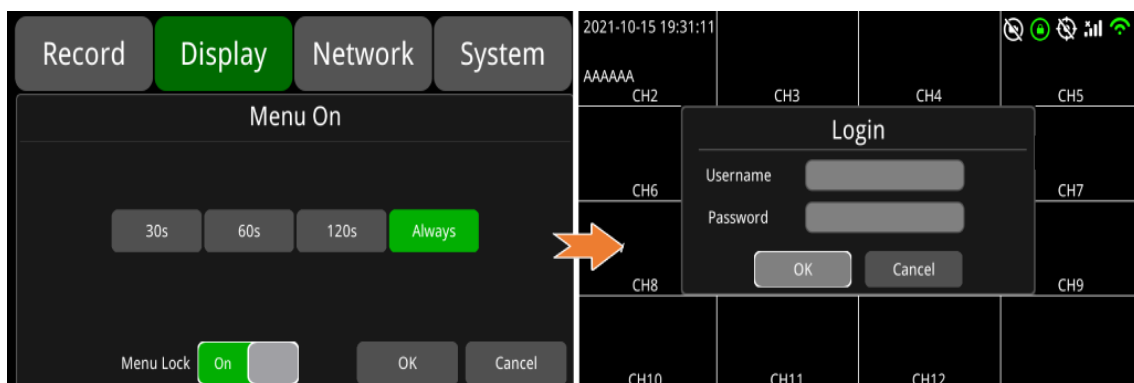 Record Display Network System
Menu On
30s 60s 120s Always
Menu Lock On OK Cancel
2021-10-15 19:31:11
AAAAAA
CH2 CH3 CH4 CH5
Login
Username
CH6 CH7
Password
OK Cancel
CH8 CH9
CH10 CH11 CH12